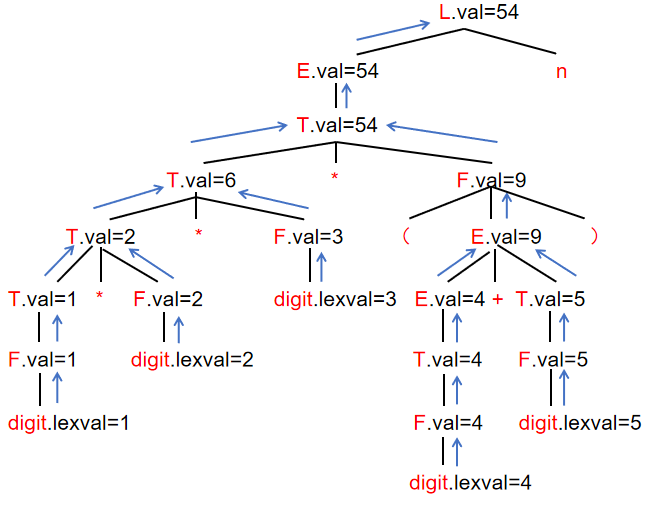 L.val=54
E.val=54 n
T.val=54
T.val=6 * F.val=9
T.val=2 * F.val=3 ( E.val=9 )
T.val=1 * F.val=2 digit.lexval=3 E.val=4 + T.val=5
F.val=1 digit.lexval=2 T.val=4 F.val=5
digit.lexval=1 F.val=4 digit.lexval=5
digit.lexval=4